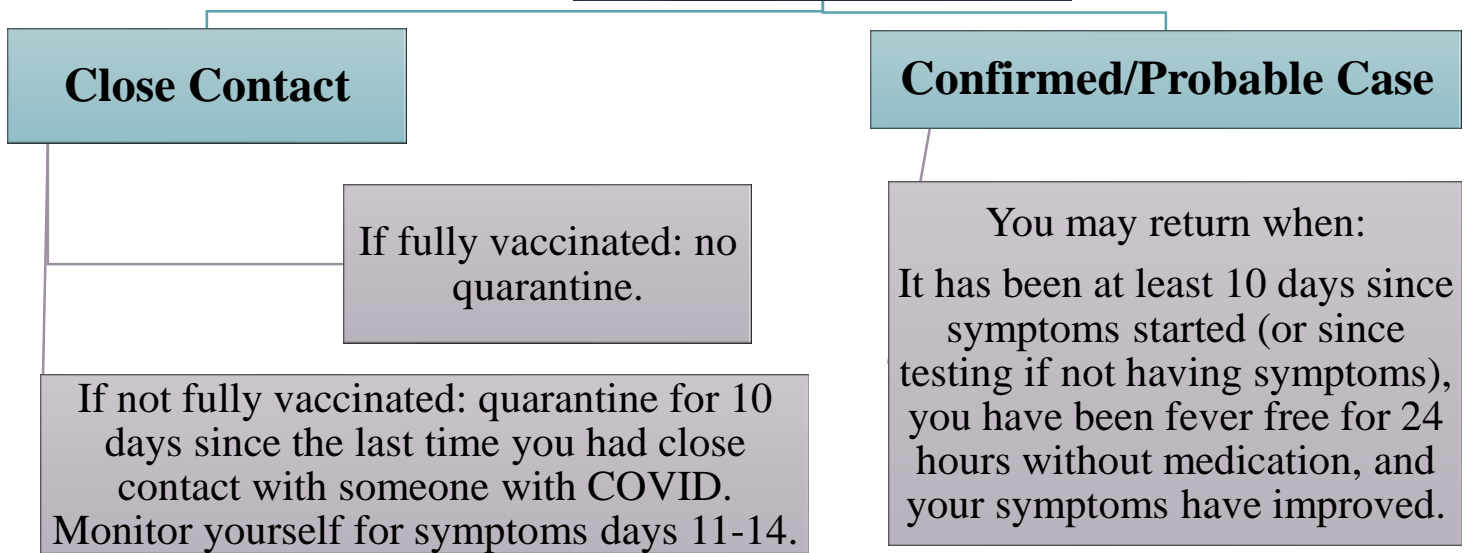 Close Contact
Confirmed/Probable Case
If fully vaccinated: no
quarantine.
If not fully vaccinated: quarantine for 10
days since the last time you had close
contact with someone with COVID.
Monitor yourself for symptoms days 11-14.
You may return when:
It has been at least 10 days since
symptoms started (or since
testing if not having symptoms),
you have been fever free for 24
hours without medication, and
your symptoms have improved.